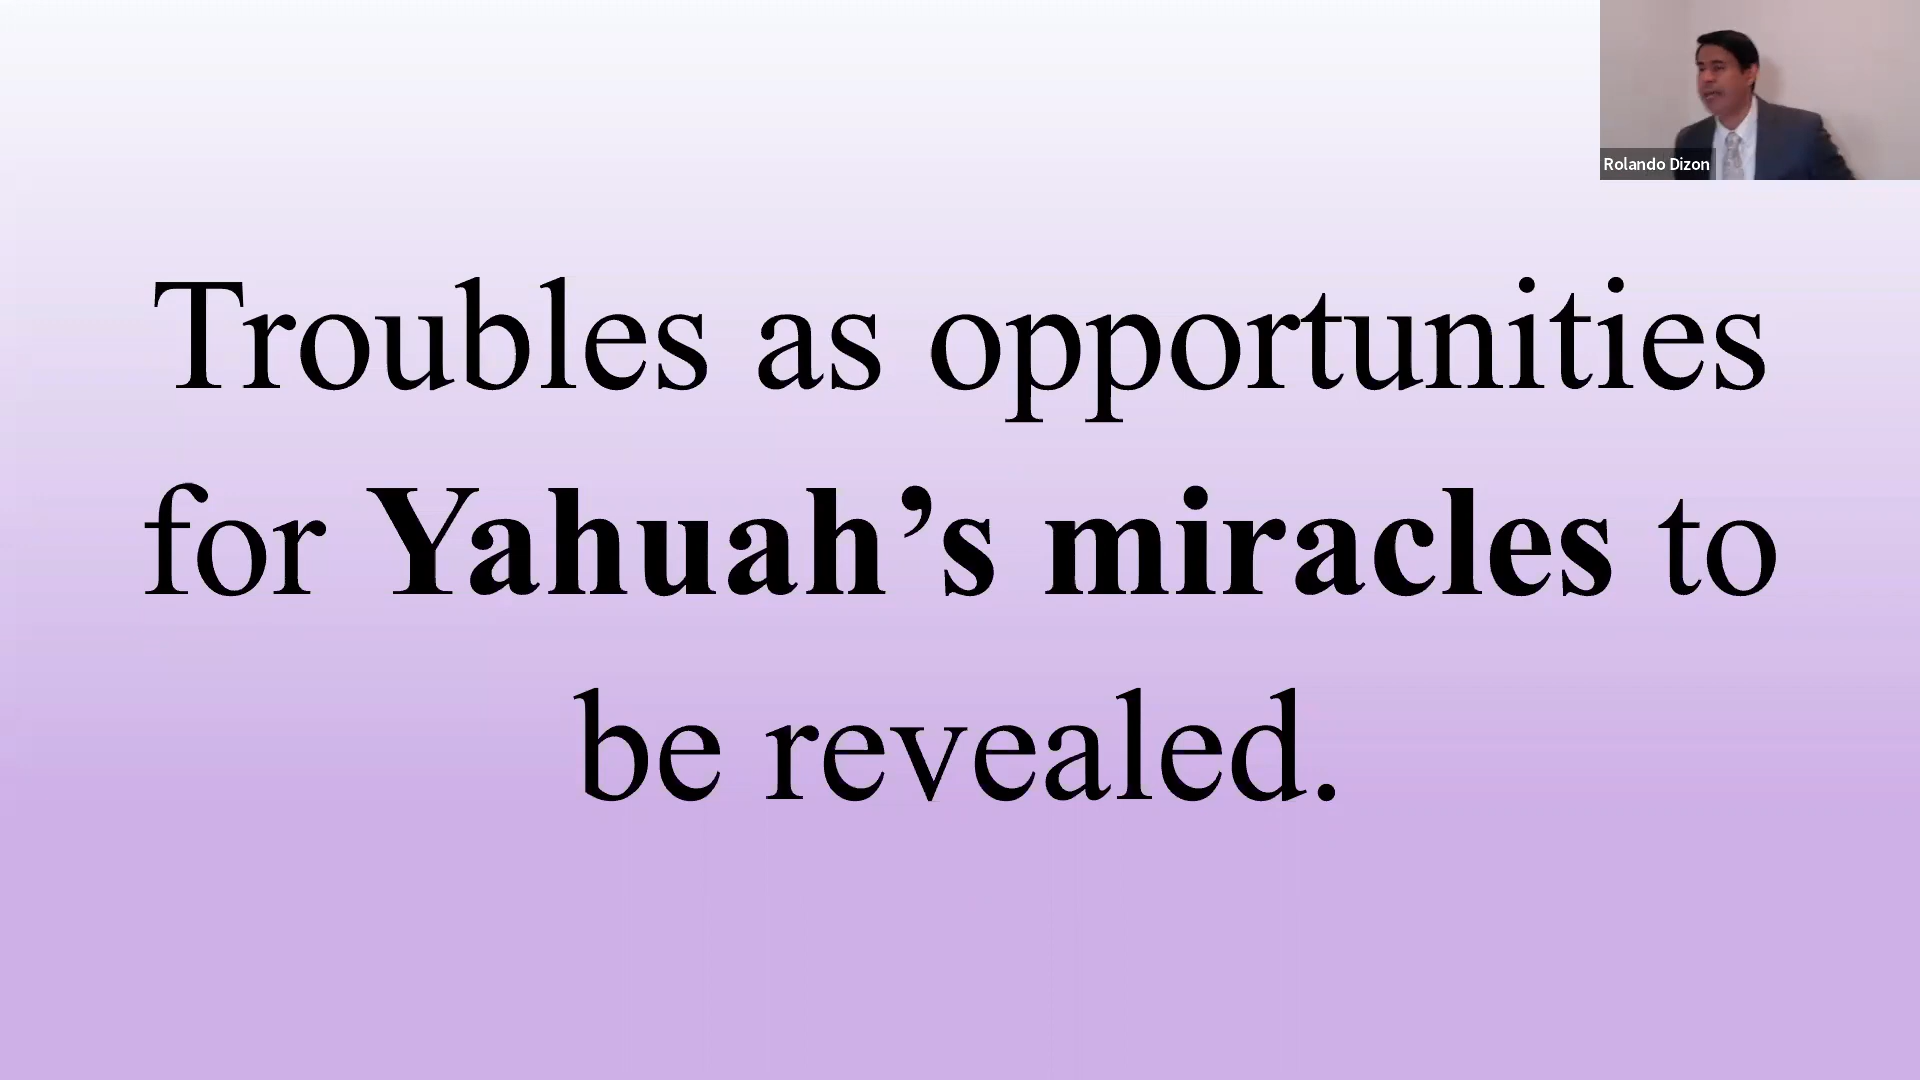 Rolando Dizon
Troubles as opportunities
for Yahuah’s miracles to
be revealed.